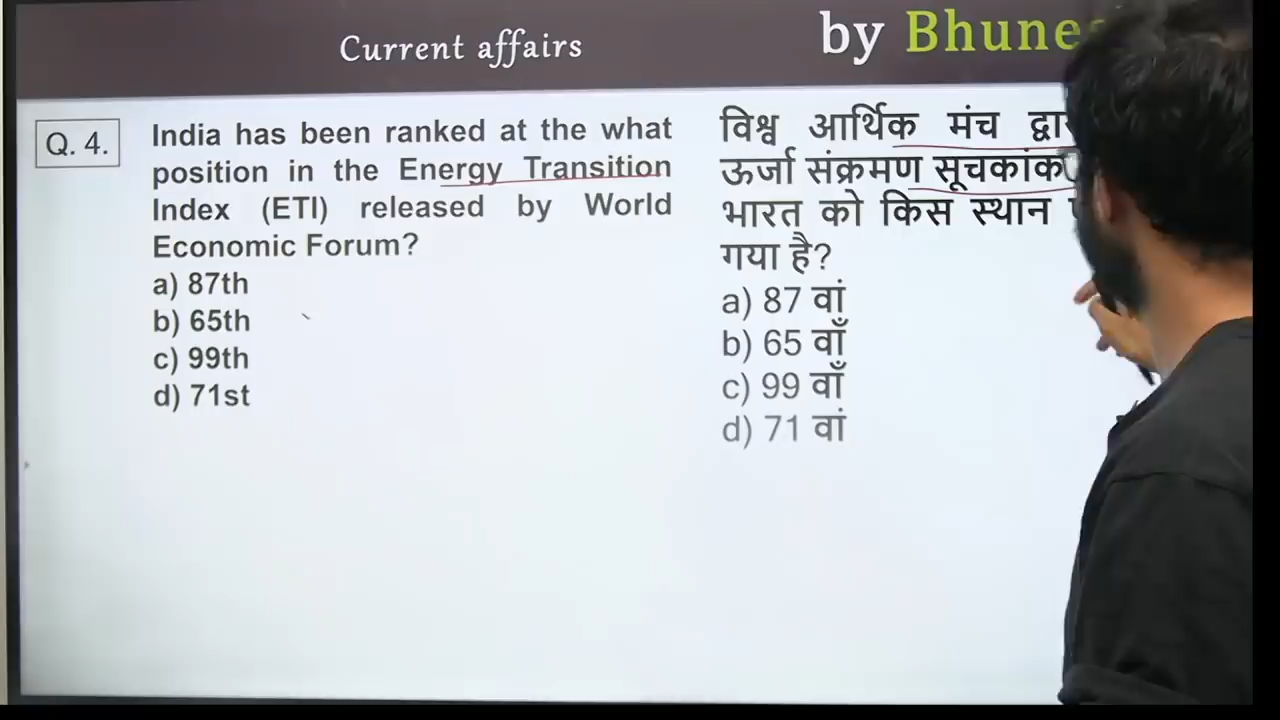 Current affairs
by
Q. 4.
India has been ranked at the what
position in the Energy Transition
Index (ETI) released by World
Economic Forum?
a) 87th
b) 65th
c) 99th
d) 71st
विश्व आर्थिक मंच
ऊर्जा संक्रमण सूचकांक
भारत को किस स्थान
गया है?
a) 87 वां
b) 65 वाँ
c) 99 वाँ
d) 71 वां